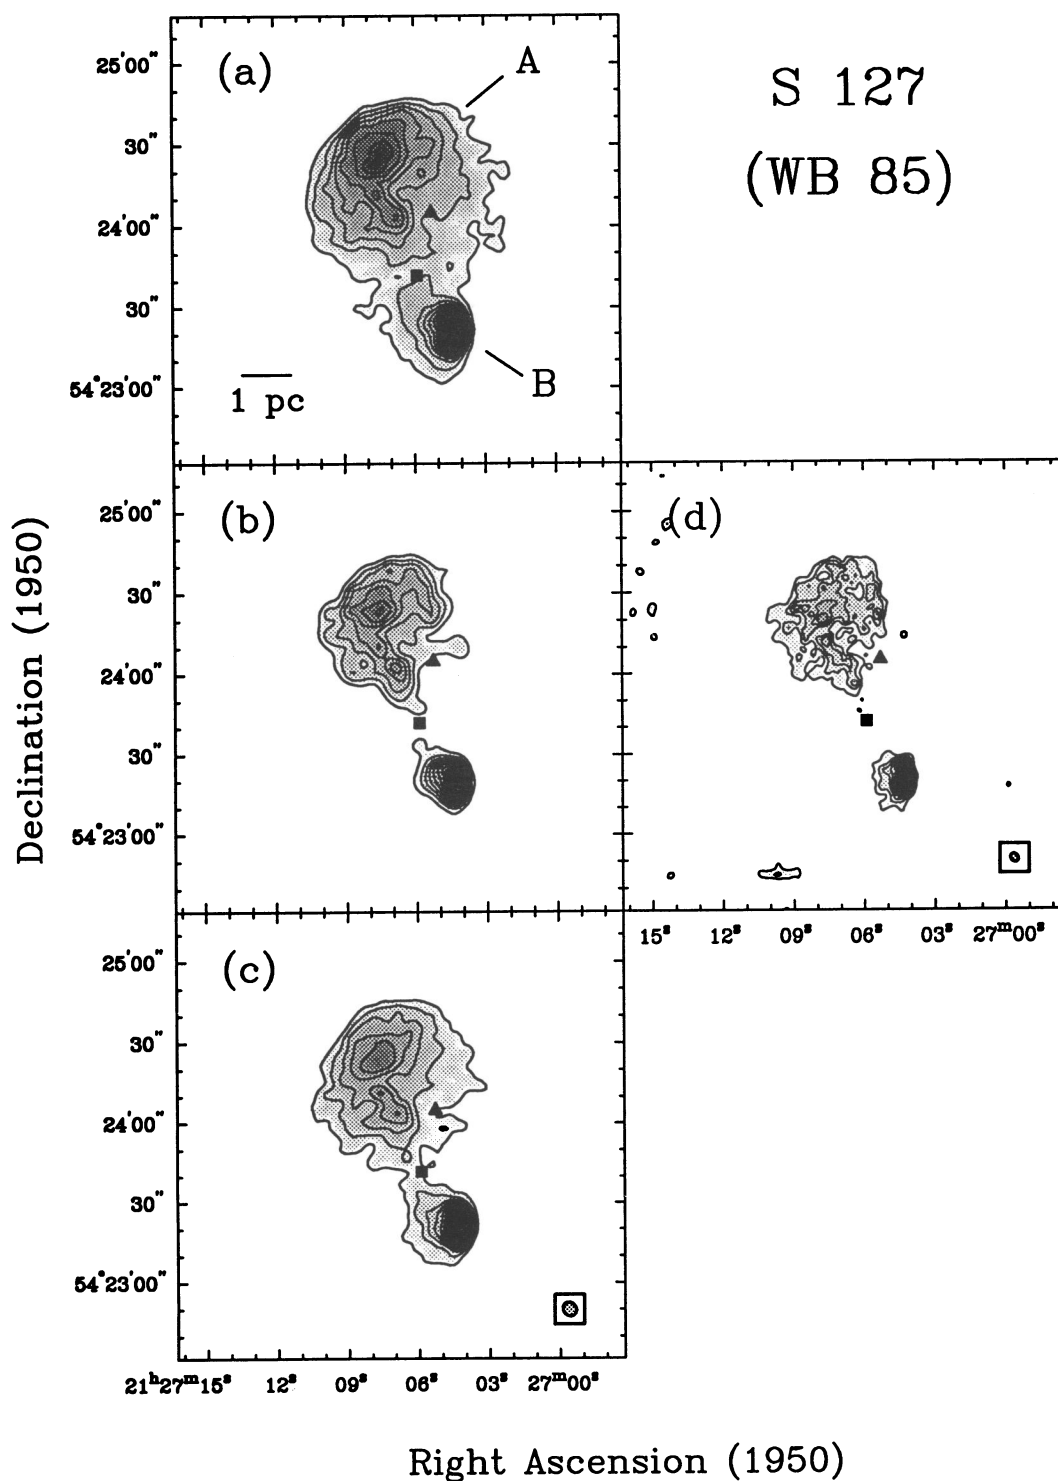 S 127
(WB 85)
(a)
A
B
1 pc
25'00"
30"
24'00"
30"
54°23'00"
(b)
25'00"
30"
24'00"
30"
54°23'00"
(d)
15ˢ 12ˢ 09ˢ 06ˢ 03ˢ 27ᵐ00ˢ
(c)
25'00"
30"
24'00"
30"
54°23'00"
21ʰ27ᵐ15ˢ 12ˢ 09ˢ 06ˢ 03ˢ 27ᵐ00ˢ
Declination (1950)
Right Ascension (1950)